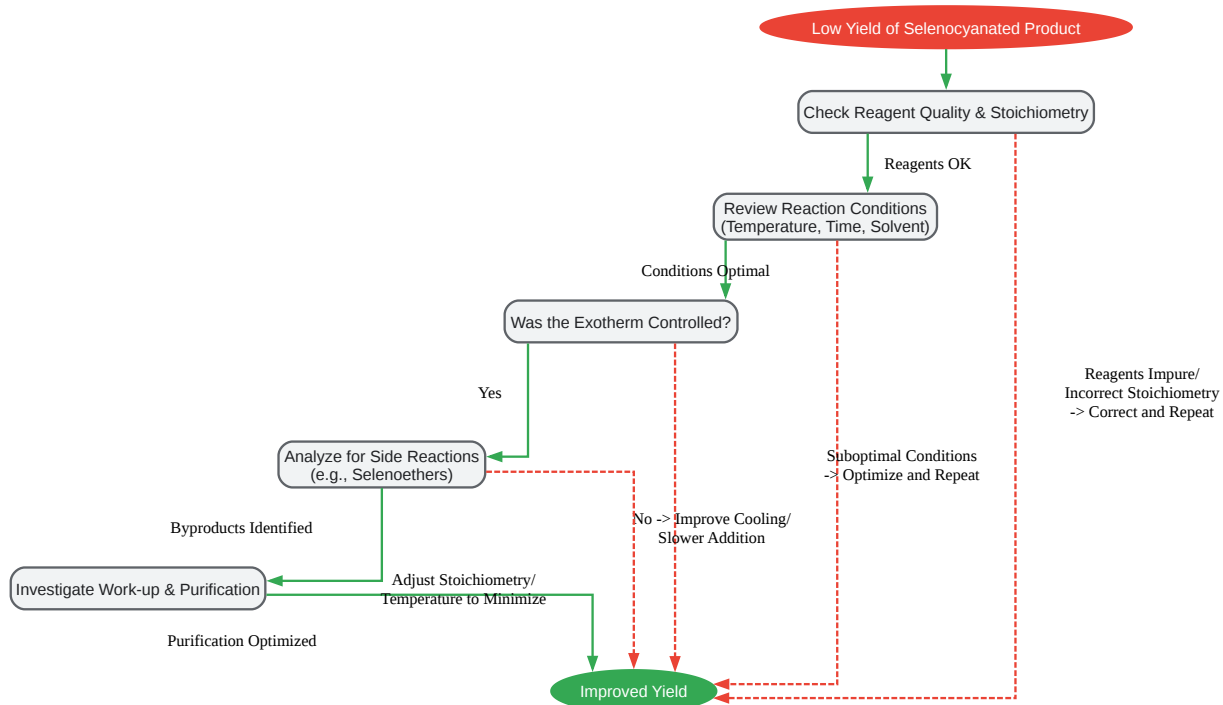 Low Yield of Selenocyanated Product
Check Reagent Quality & Stoichiometry
Reagents OK
Review Reaction Conditions
(Temperature, Time, Solvent)
Conditions Optimal
Was the Exotherm Controlled?
Reagents Impure/
Incorrect Stoichiometry
-> Correct and Repeat
Yes
Analyze for Side Reactions
(e.g., Selenoethers)
Suboptimal Conditions
-> Optimize and Repeat
Byproducts Identified
No -> Improve Cooling/
Slower Addition
Investigate Work-up & Purification
Adjust Stoichiometry/
Temperature to Minimize
Purification Optimized
Improved Yield